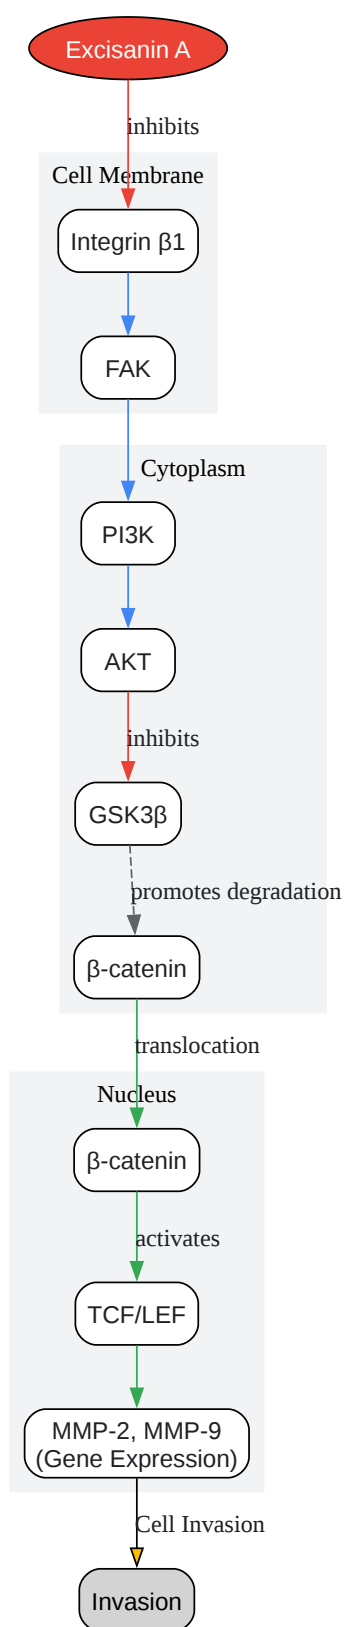 Excisanin A
inhibits
Cell Membrane
Integrin β1
FAK
Cytoplasm
PI3K
AKT
inhibits
GSK3β
promotes degradation
β-catenin
translocation
Nucleus
β-catenin
activates
TCF/LEF
MMP-2, MMP-9
(Gene Expression)
Cell Invasion
Invasion